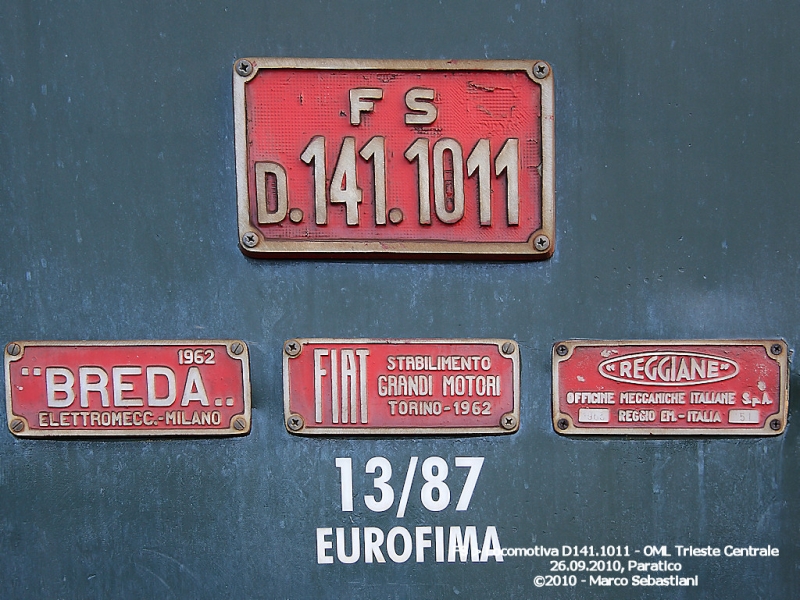 FS
D.141.1011
1962
"BREDA"
ELETTROMECC.-MILANO
FIAT
STABILIMENTO
GRANDI MOTORI
TORINO-1962
"REGGIANE"
OFFICINE MECCANICHE ITALIANE S.p.A.
REGGIO EM.-ITALIA
13/87
EUROFIMA
Locomotiva D141.1011 - OML Trieste Centrale
26.09.2010, Paratico
©2010 - Marco Sebastiani